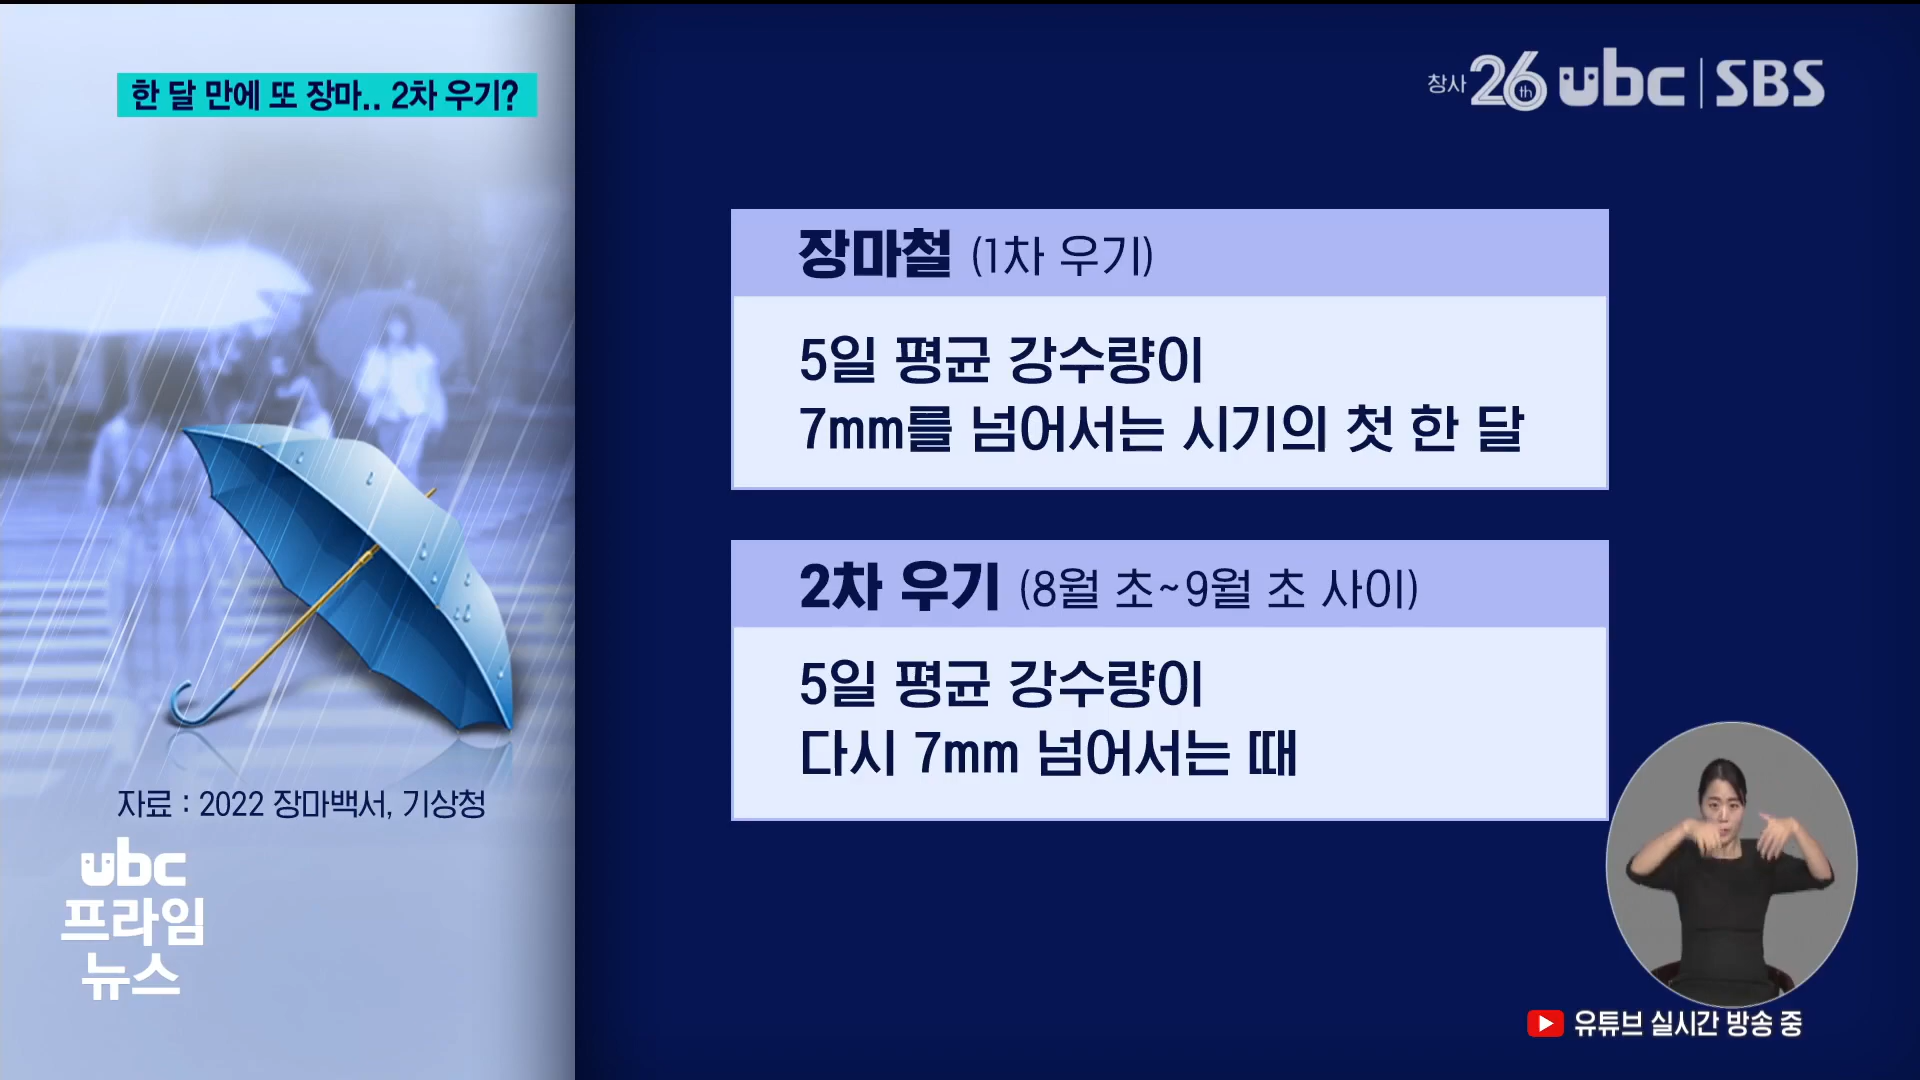 한 달 만에 또 장마.. 2차 우기?
창사 26th ubc SBS
장마철 (1차 우기)
5일 평균 강수량이
7mm를 넘어서는 시기의 첫 한 달
2차 우기 (8월 초~9월 초 사이)
5일 평균 강수량이
다시 7mm 넘어서는 때
자료 : 2022 장마백서, 기상청
ubc
프라임
뉴스
유튜브 실시간 방송 중